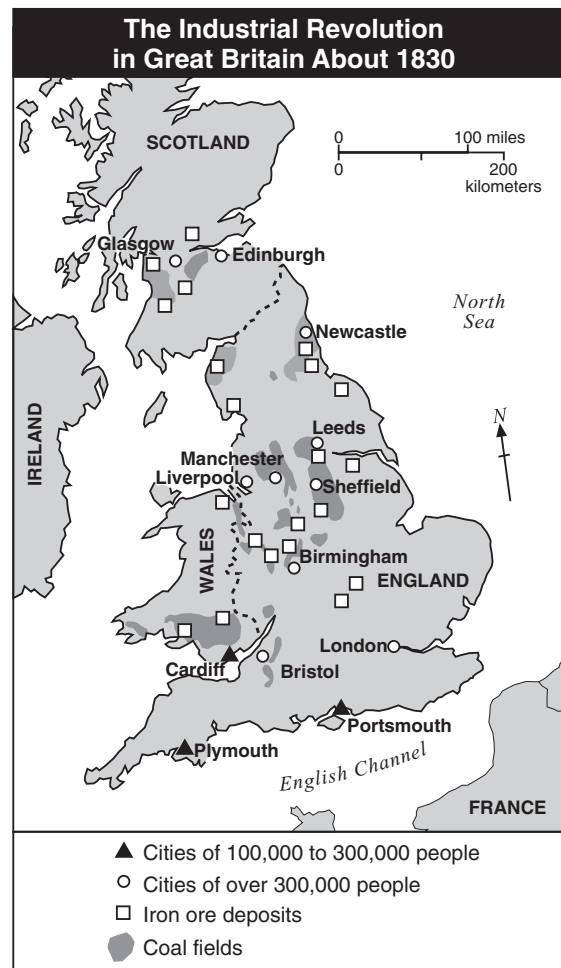 The Industrial Revolution
in Great Britain About 1830
SCOTLAND
0 100 miles
0 200
kilometers
Glasgow
Edinburgh
North
Sea
Newcastle
IRELAND
N
Leeds
Manchester
Liverpool
Sheffield
WALES
Birmingham
ENGLAND
London
Cardiff
Bristol
Portsmouth
Plymouth
English Channel
FRANCE
Cities of 100,000 to 300,000 people
Cities of over 300,000 people
Iron ore deposits
Coal fields